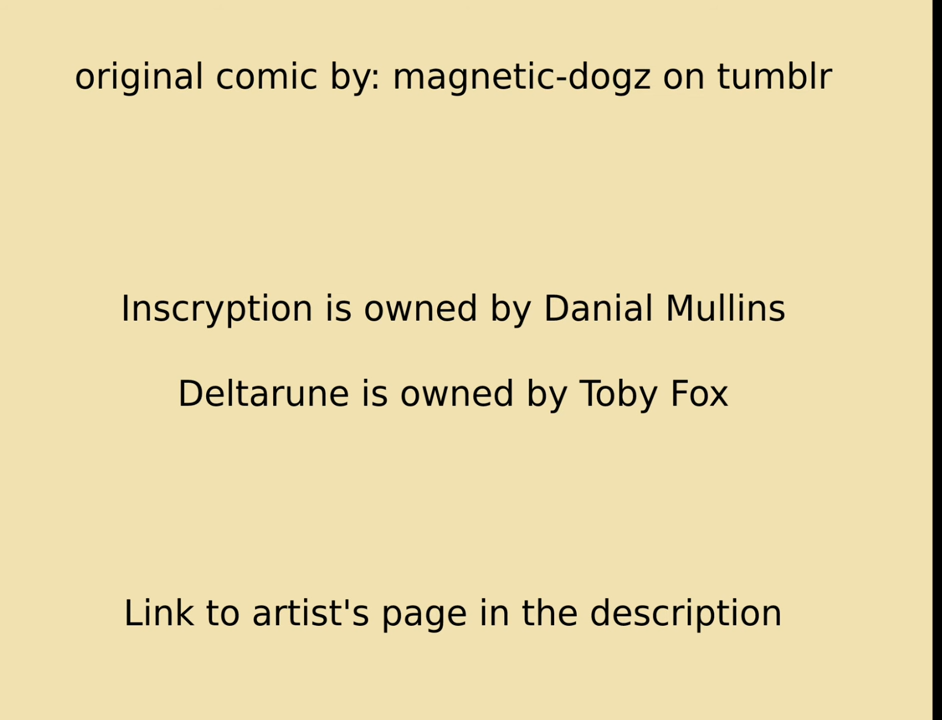 original comic by: magnetic-dogz on tumblr
Inscryption is owned by Danial Mullins
Deltarune is owned by Toby Fox
Link to artist's page in the description